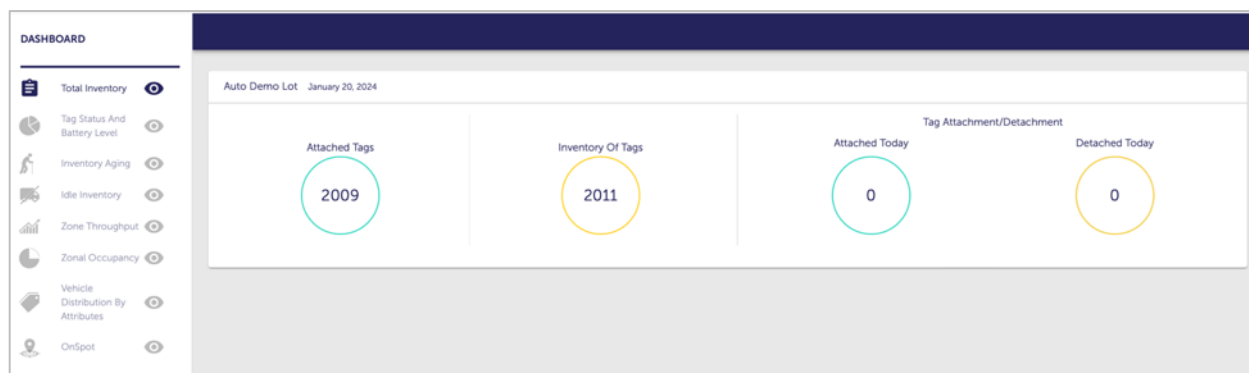 DASHBOARD
Total Inventory
Tag Status And
Battery Level
Inventory Aging
Idle Inventory
Zone Throughput
Zonal Occupancy
Vehicle
Distribution By
Attributes
OnSpot
Auto Demo Lot January 20, 2024
Attached Tags
2009
Inventory Of Tags
2011
Tag Attachment/Detachment
Attached Today
0
Detached Today
0